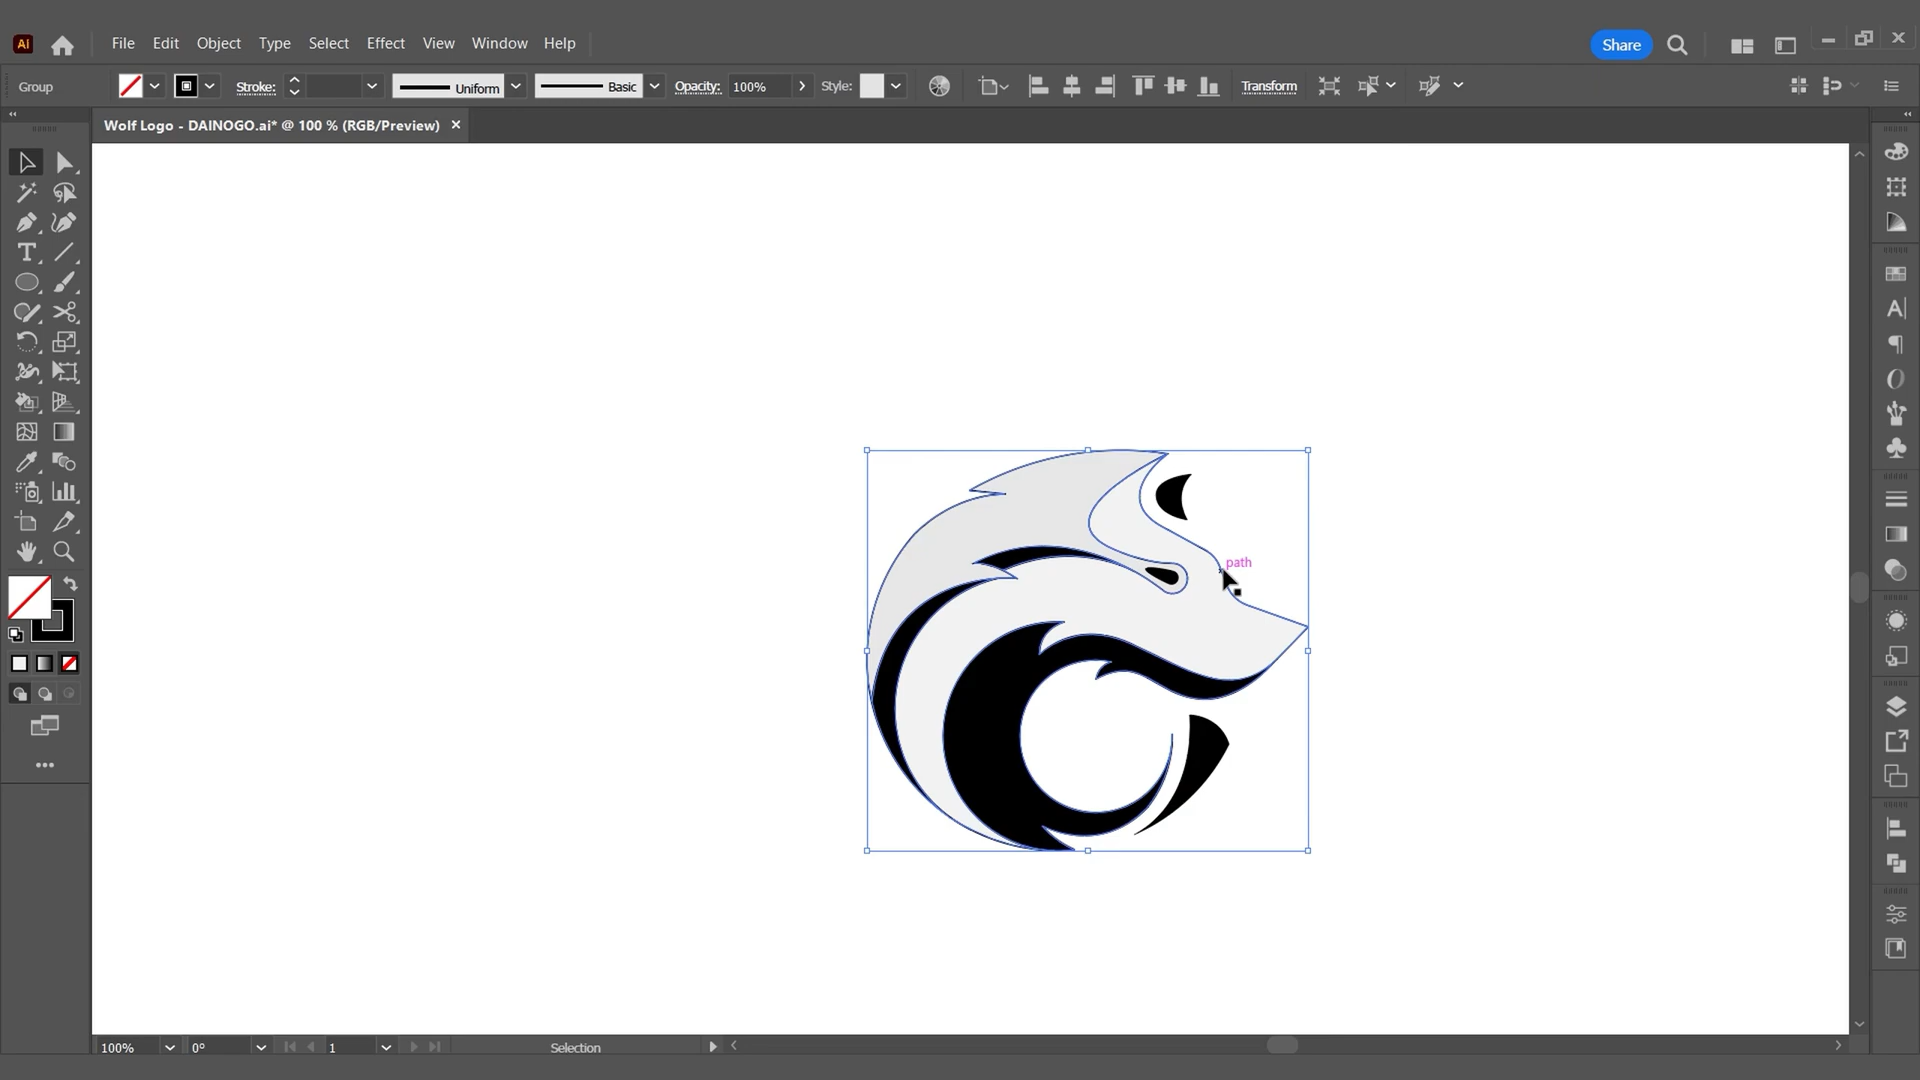 Ai File Edit Object Type Select Effect View Window Help Share
Group Stroke: Uniform Basic Opacity: 100% Style: Transform
Wolf Logo - DAINOGO.ai* @ 100 % (RGB/Preview) ×
path
100% 0° 1 Selection